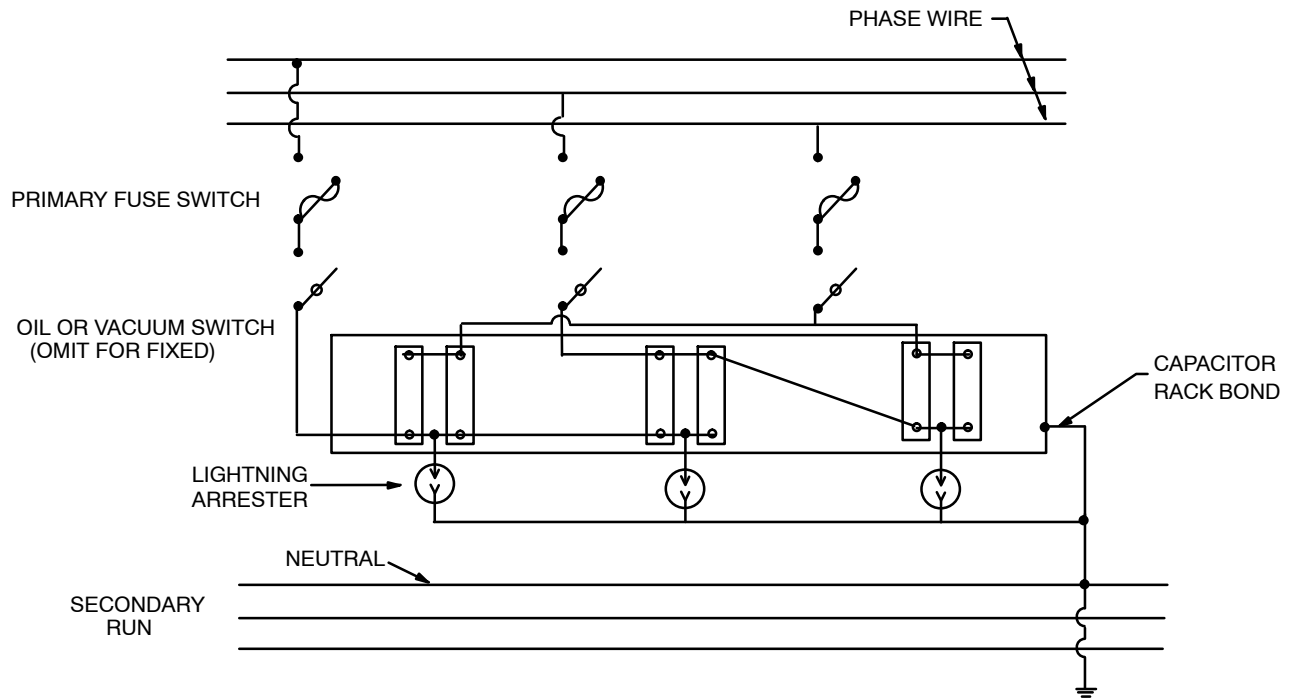 PHASE WIRE
PRIMARY FUSE SWITCH
OIL OR VACUUM SWITCH
(OMIT FOR FIXED)
CAPACITOR
RACK BOND
LIGHTNING
ARRESTER
NEUTRAL
SECONDARY
RUN